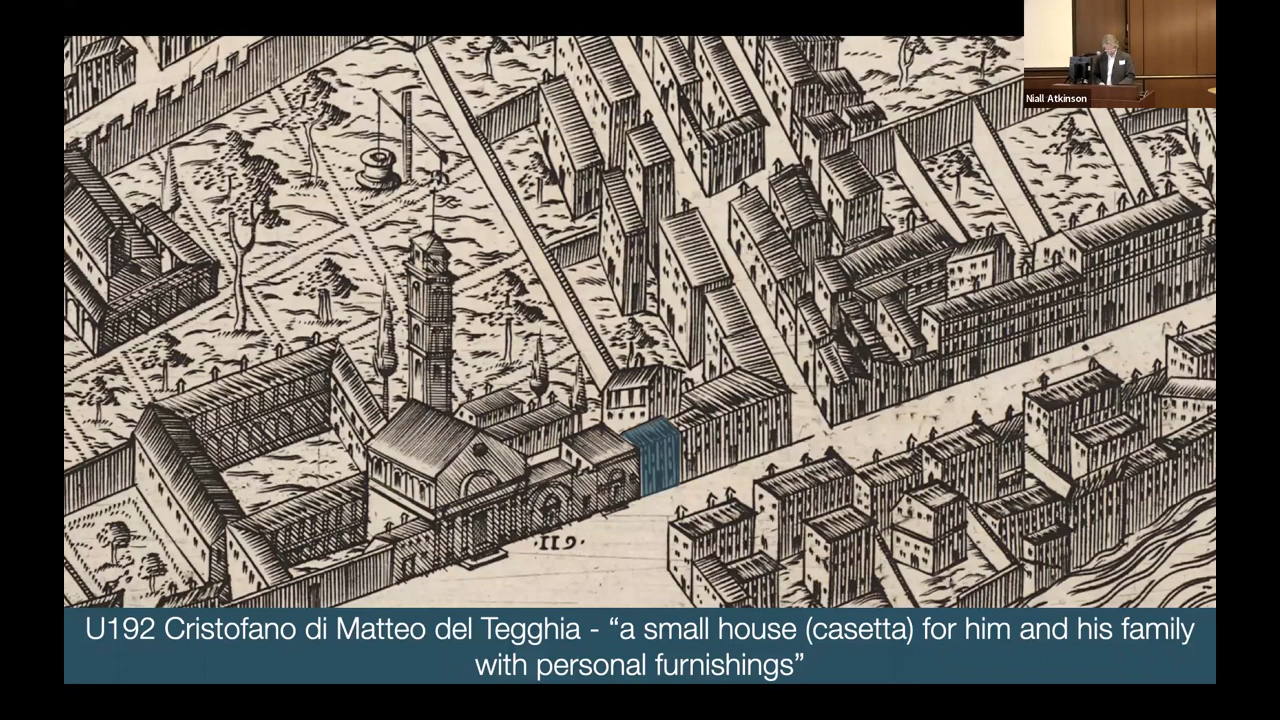 Niall Atkinson
·119·
U192 Cristofano di Matteo del Tegghia - “a small house (casetta) for him and his family
with personal furnishings”